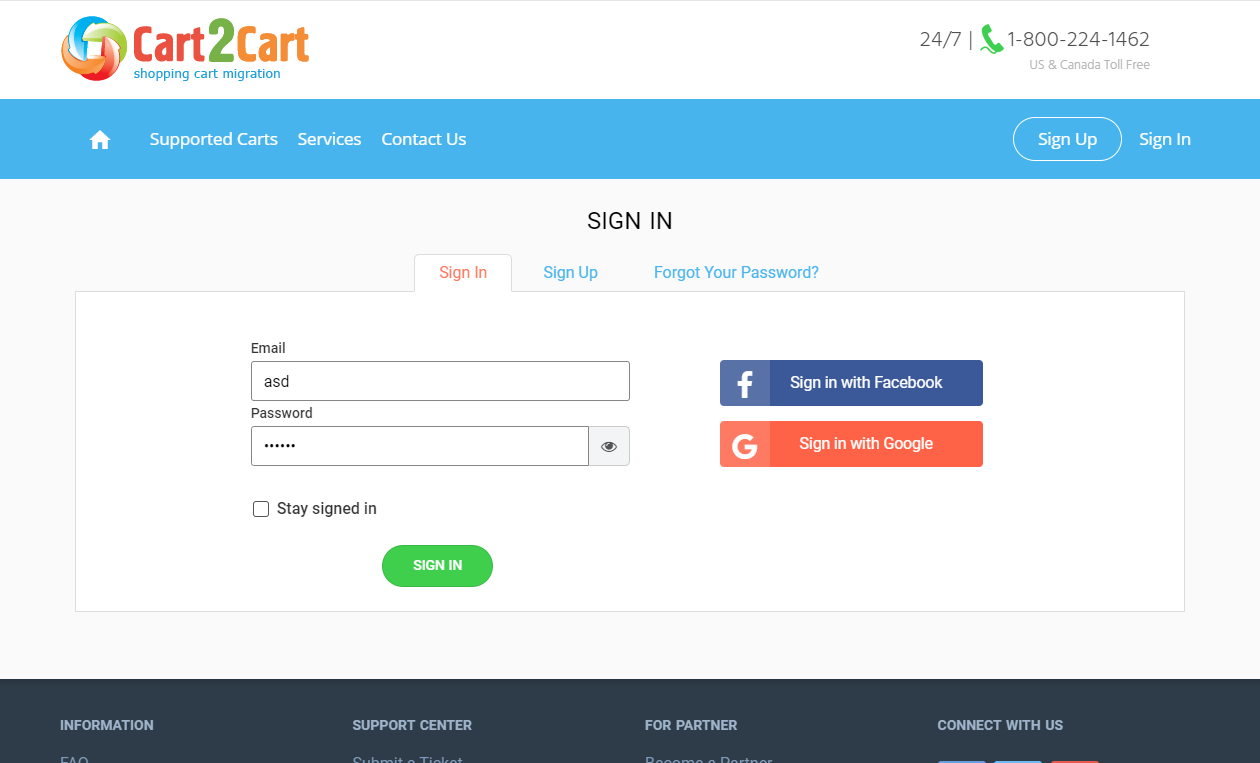 Cart2Cart
shopping cart migration
24/7 | 1-800-224-1462
US & Canada Toll Free
Supported Carts Services Contact Us Sign Up Sign In
SIGN IN
Sign In Sign Up Forgot Your Password?
Email
asd
Password
••••••
Stay signed in
SIGN IN
Sign in with Facebook
Sign in with Google
INFORMATION SUPPORT CENTER FOR PARTNER CONNECT WITH US
FAQ Submit a Ticket Become a Partner